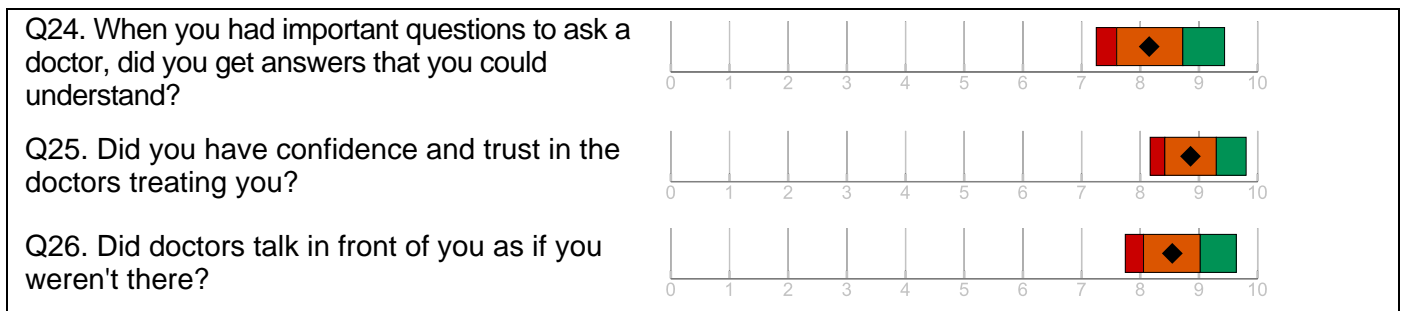 Q24. When you had important questions to ask a
doctor, did you get answers that you could
understand?
0 1 2 3 4 5 6 7 8 9 10
Q25. Did you have confidence and trust in the
doctors treating you?
0 1 2 3 4 5 6 7 8 9 10
Q26. Did doctors talk in front of you as if you
weren't there?
0 1 2 3 4 5 6 7 8 9 10